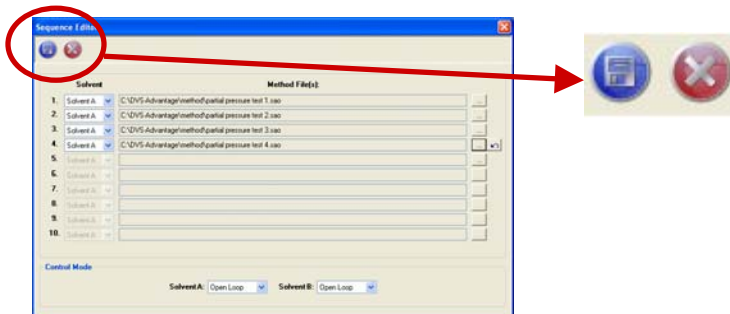 Sequence Editor
Solvent Method File(s):
1. Solvent A C:\DVS-Advantage\method\partial pressure test 1.sao
2. Solvent A C:\DVS-Advantage\method\partial pressure test 2.sao
3. Solvent A C:\DVS-Advantage\method\partial pressure test 3.sao
4. Solvent A C:\DVS-Advantage\method\partial pressure test 4.sao
5. Solvent A
6. Solvent A
7. Solvent A
8. Solvent A
9. Solvent A
10. Solvent A
Control Mode
Solvent A: Open Loop Solvent B: Open Loop